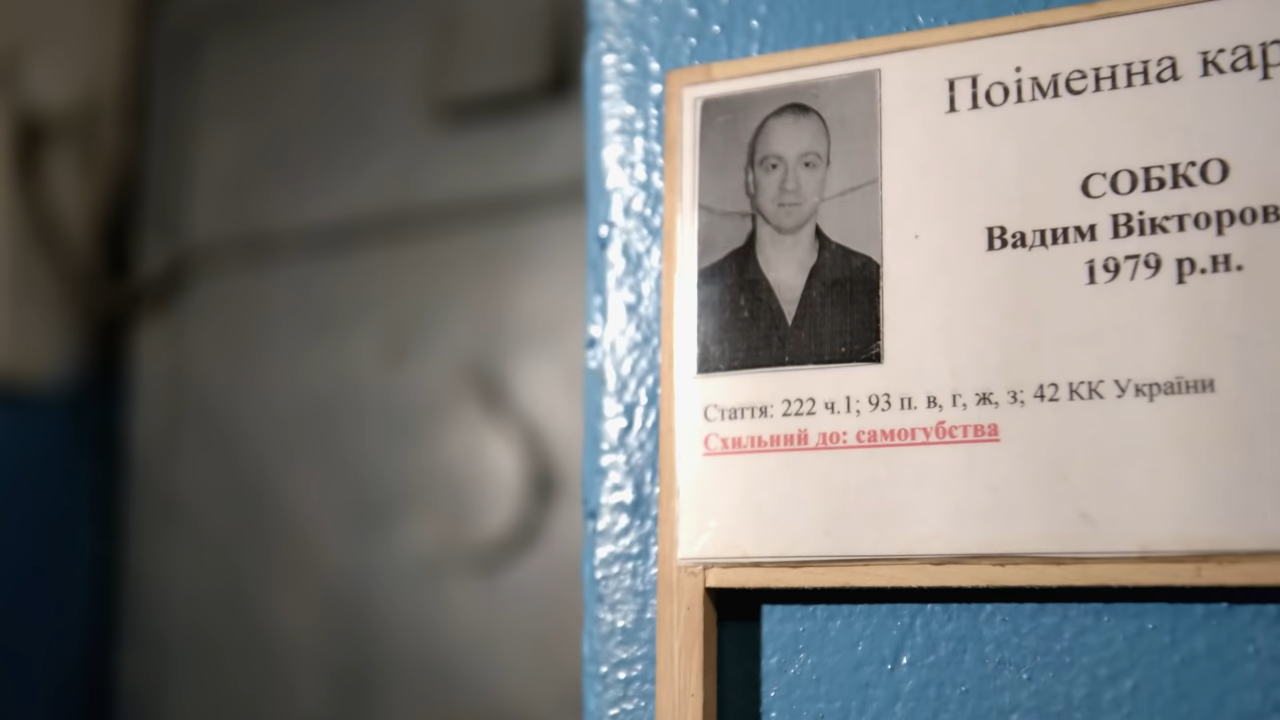 Поіменна кар
СОБКО
Вадим Вікторов
1979 р.н.
Стаття: 222 ч.1; 93 п. в, г, ж, з; 42 КК України
Схильний до: самогубства